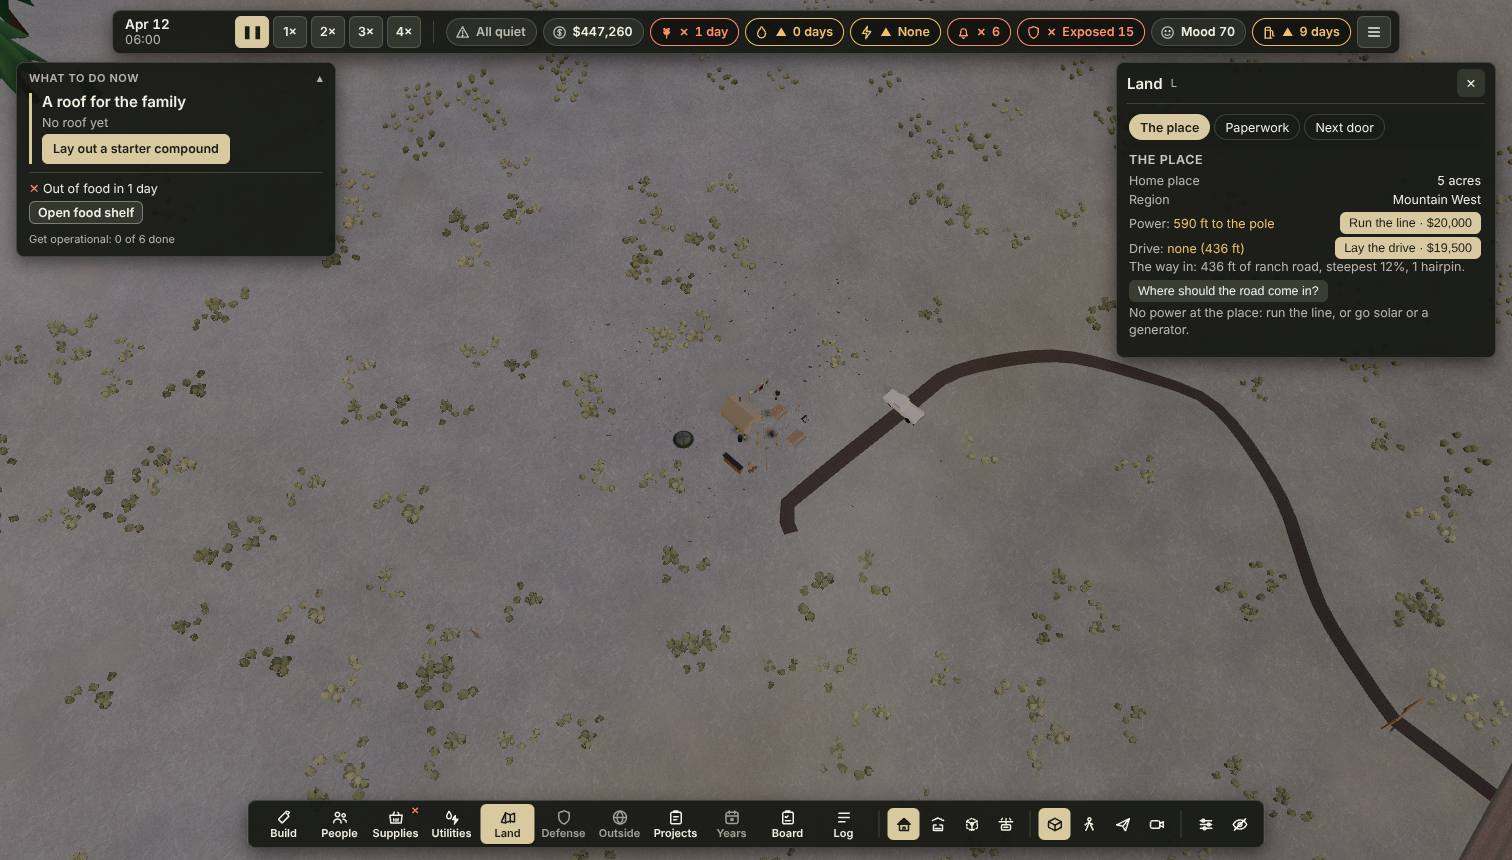 Apr 12
06:00
1×
2×
3×
4×
All quiet
$447,260
× 1 day
▲ 0 days
▲ None
× 6
× Exposed 15
Mood 70
▲ 9 days
WHAT TO DO NOW ▲
A roof for the family
No roof yet
Lay out a starter compound
× Out of food in 1 day
Open food shelf
Get operational: 0 of 6 done
Land L
×
The place
Paperwork
Next door
THE PLACE
Home place 5 acres
Region Mountain West
Power: 590 ft to the pole Run the line · $20,000
Drive: none (436 ft) Lay the drive · $19,500
The way in: 436 ft of ranch road, steepest 12%, 1 hairpin.
Where should the road come in?
No power at the place: run the line, or go solar or a
generator.
Build
People
Supplies ×
Utilities
Land
Defense
Outside
Projects
Years
Board
Log